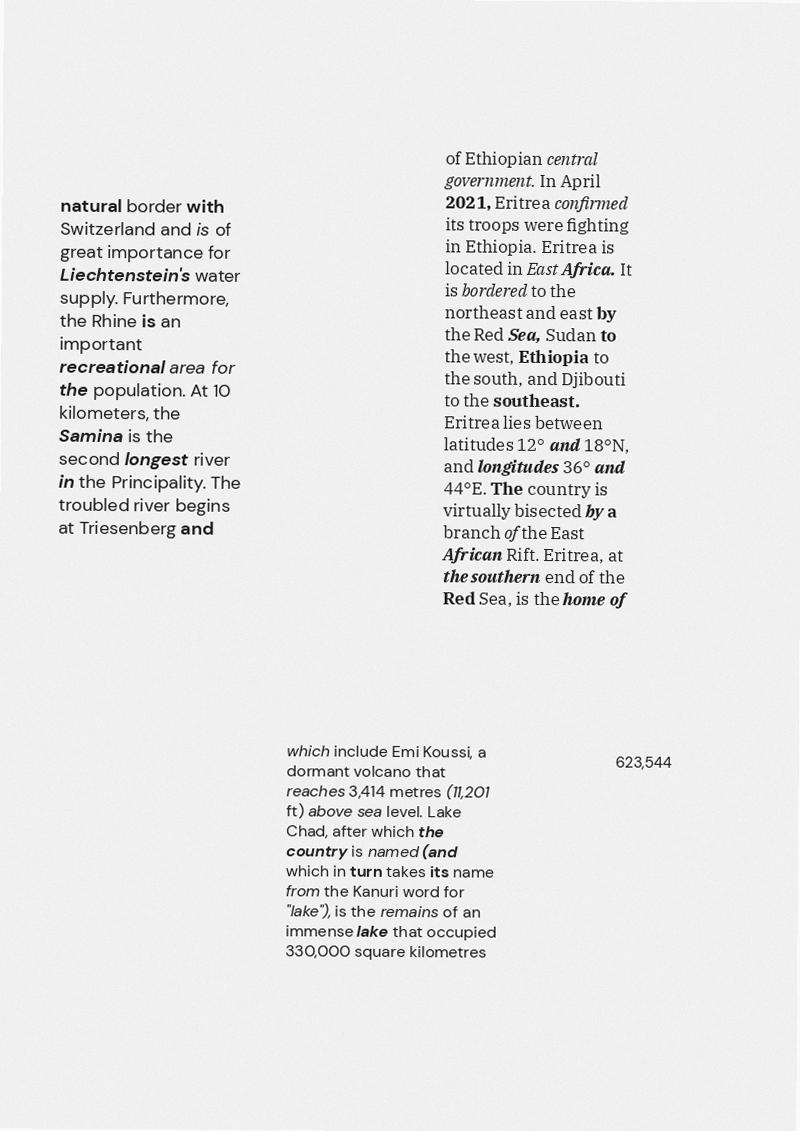 natural border with
Switzerland and is of
great importance for
Liechtenstein's water
supply. Furthermore,
the Rhine is an
important
recreational area for
the population. At 10
kilometers, the
Samina is the
second longest river
in the Principality. The
troubled river begins
at Triesenberg and
of Ethiopian central
government. In April
2021, Eritrea confirmed
its troops were fighting
in Ethiopia. Eritrea is
located in East Africa. It
is bordered to the
northeast and east by
the Red Sea, Sudan to
the west, Ethiopia to
the south, and Djibouti
to the southeast.
Eritrea lies between
latitudes 12° and 18°N,
and longitudes 36° and
44°E. The country is
virtually bisected by a
branch of the East
African Rift. Eritrea, at
the southern end of the
Red Sea, is the home of
which include Emi Koussi, a
dormant volcano that
reaches 3,414 metres (11,201
ft) above sea level. Lake
Chad, after which the
country is named (and
which in turn takes its name
from the Kanuri word for
"lake"), is the remains of an
immense lake that occupied
330,000 square kilometres
623,544